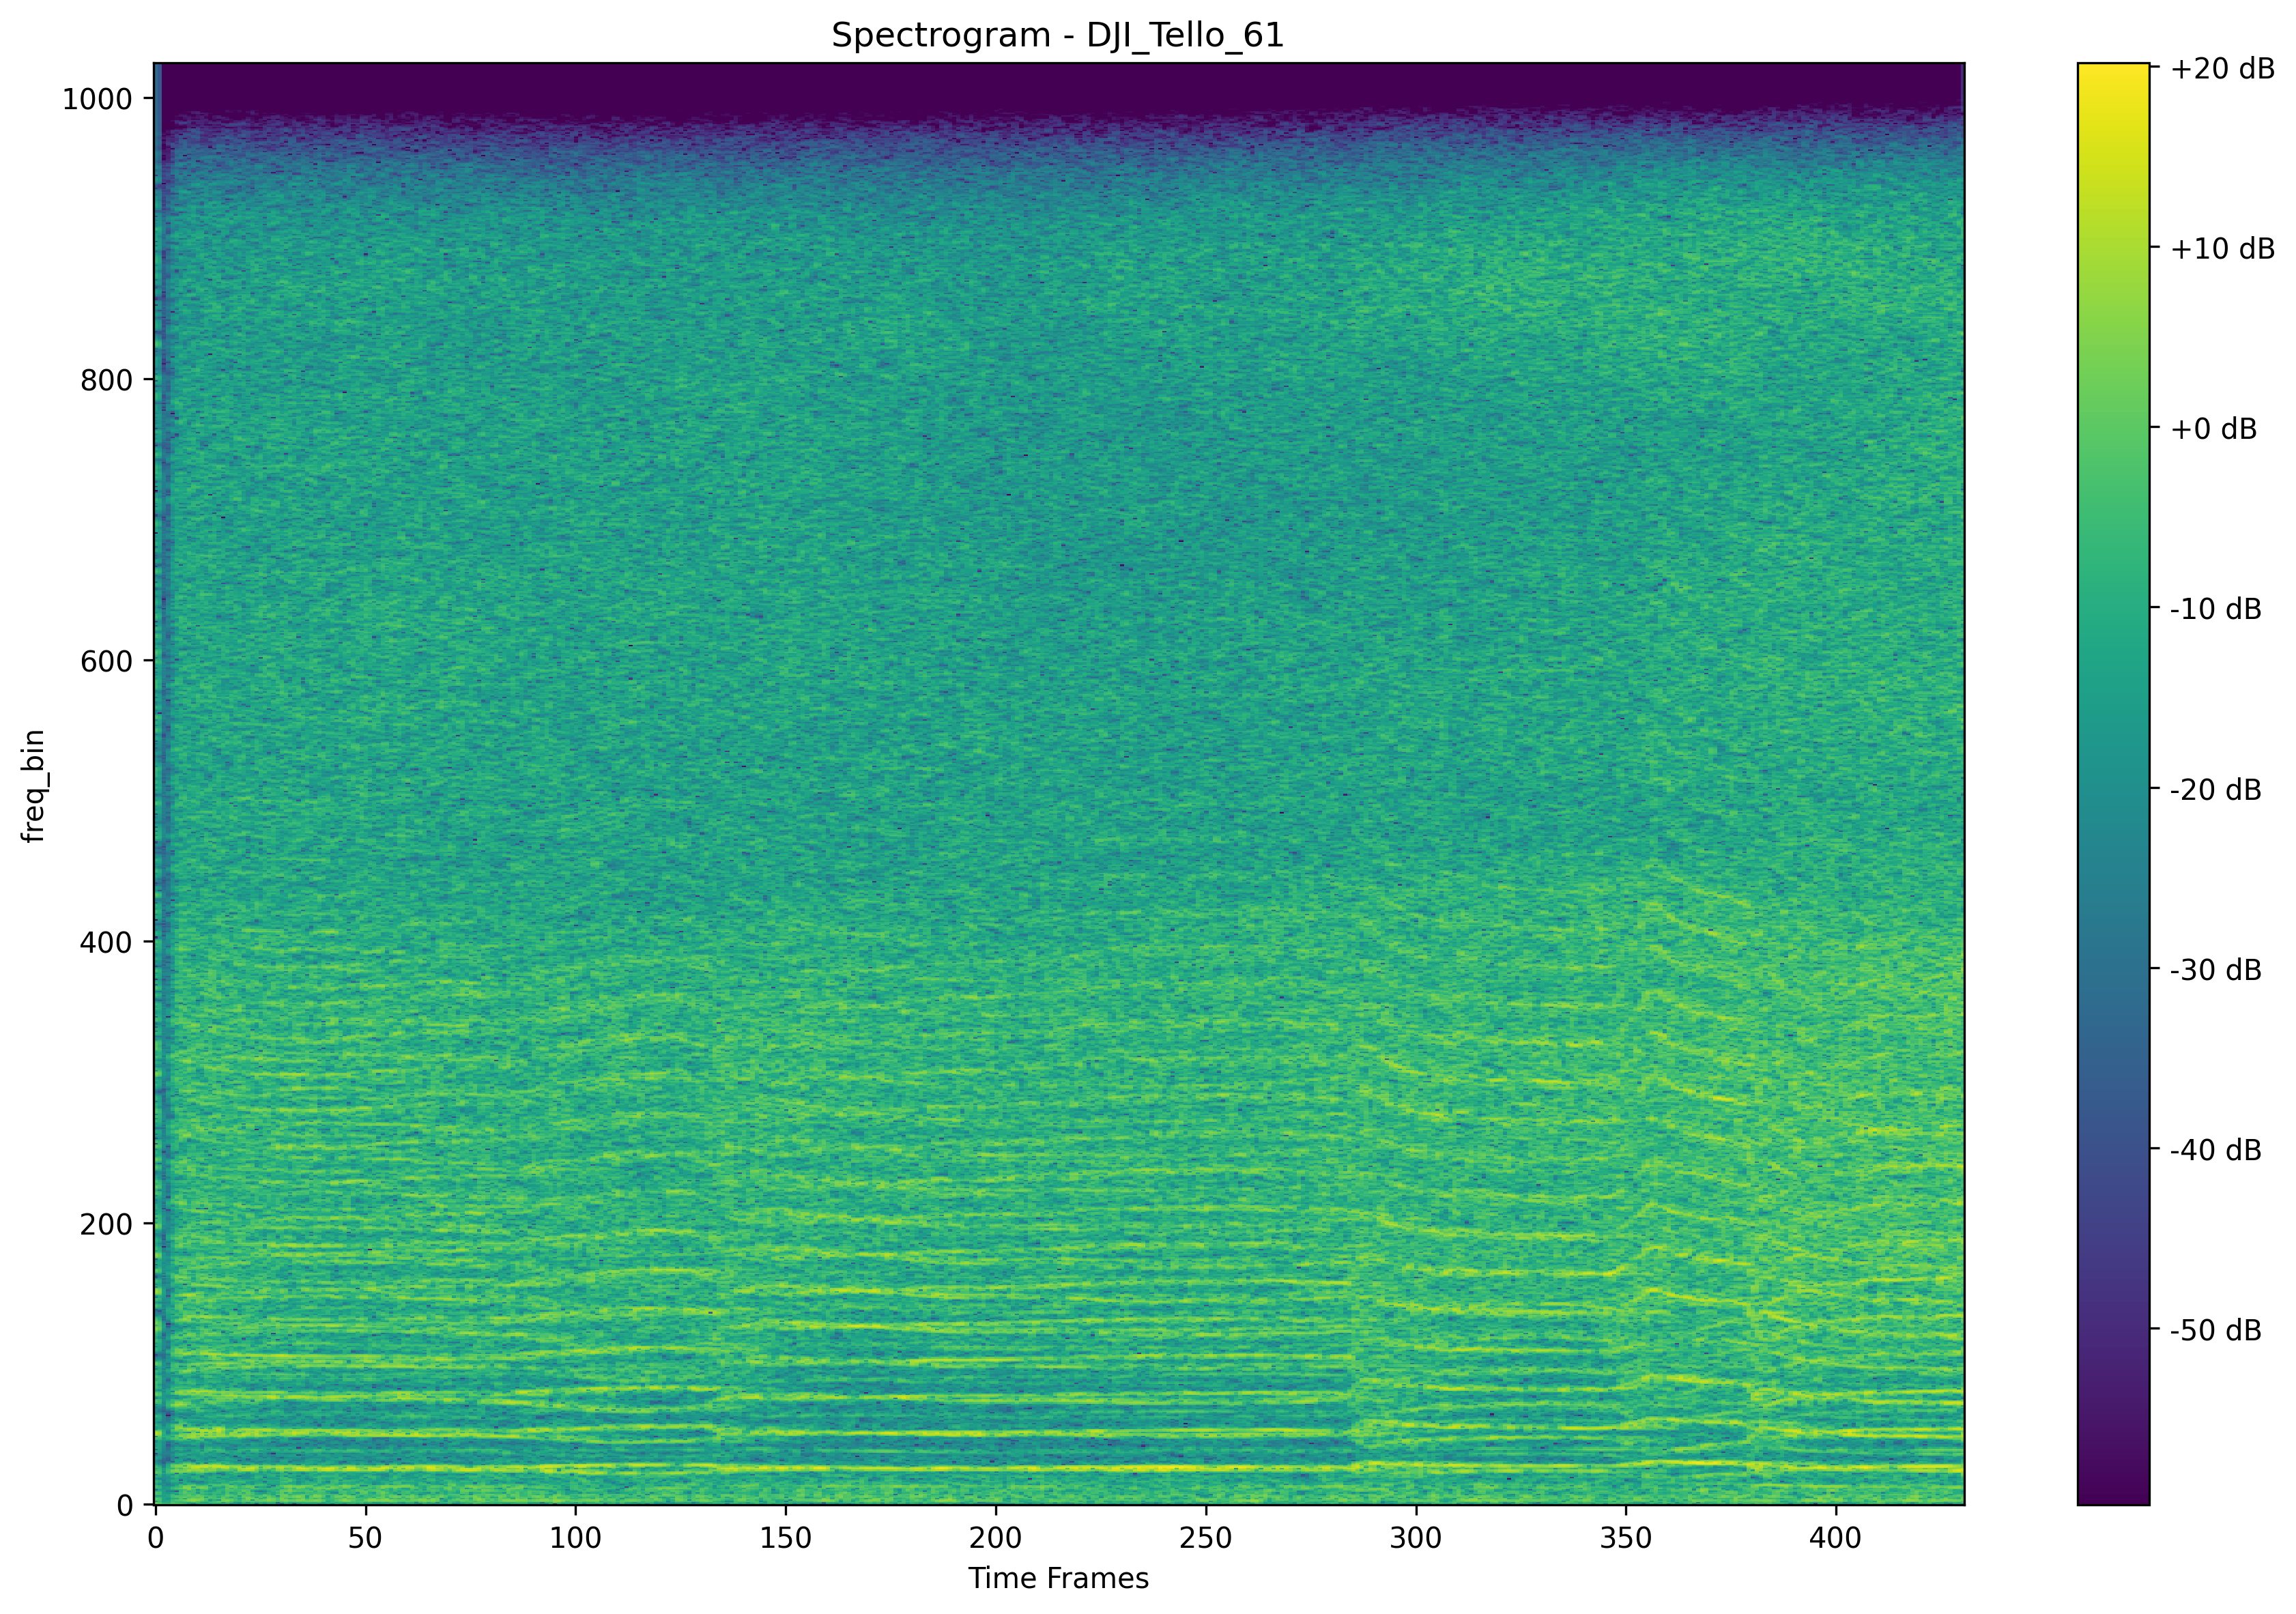 Spectrogram - DJI_Tello_61
+20 dB
+10 dB
+0 dB
-10 dB
-20 dB
-30 dB
-40 dB
-50 dB
1000
800
600
400
200
0
freq_bin
0 50 100 150 200 250 300 350 400
Time Frames